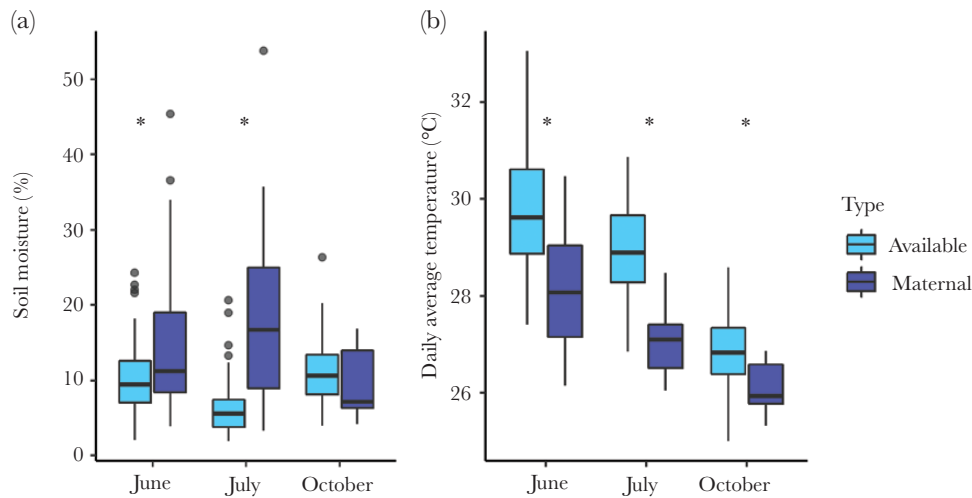 (a)
Soil moisture (%)
50
40
30
20
10
0
* *
June July October
(b)
Daily average temperature (°C)
32
30
28
26
* * *
June July October
Type
Available
Maternal